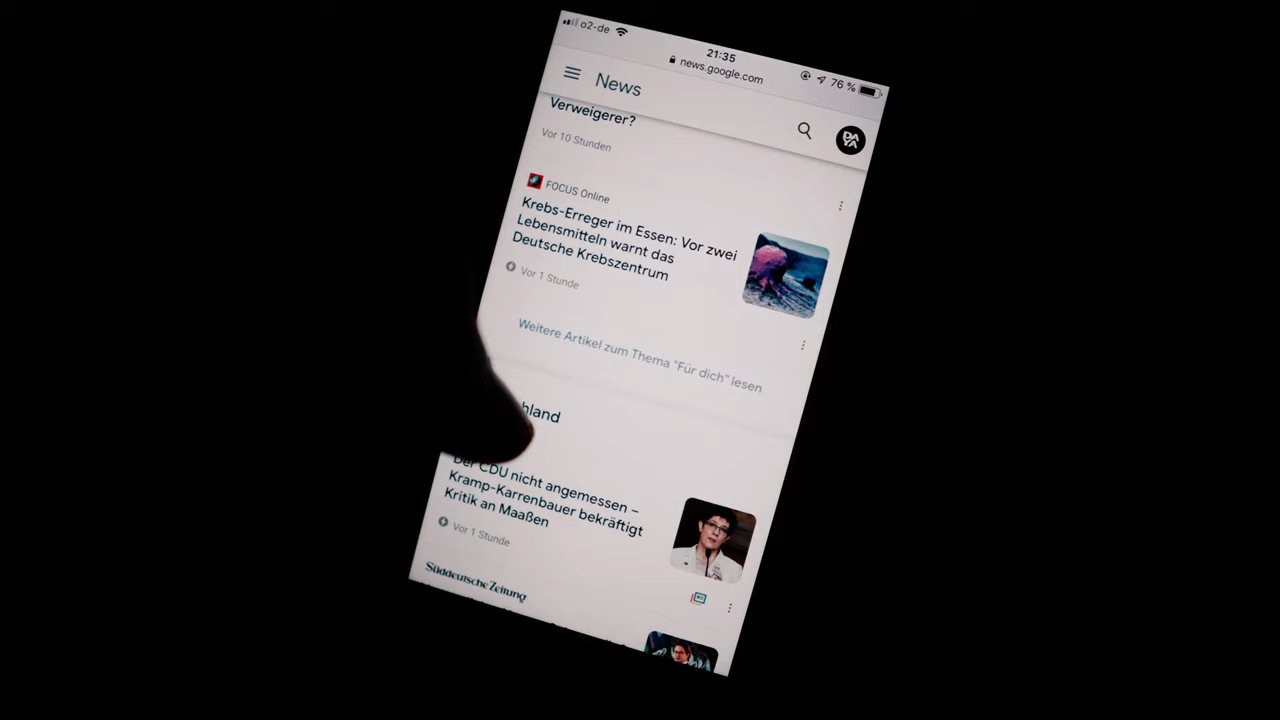 o2-de
21:35
76 %
news.google.com
News
DA
YA
Verweigerer?
Vor 10 Stunden
FOCUS Online
Krebs-Erreger im Essen: Vor zwei
Lebensmitteln warnt das
Deutsche Krebszentrum
Vor 1 Stunde
Weitere Artikel zum Thema "Für dich" lesen
hland
Der CDU nicht angemessen –
Kramp-Karrenbauer bekräftigt
Kritik an Maaßen
Vor 1 Stunde
Süddeutsche Zeitung